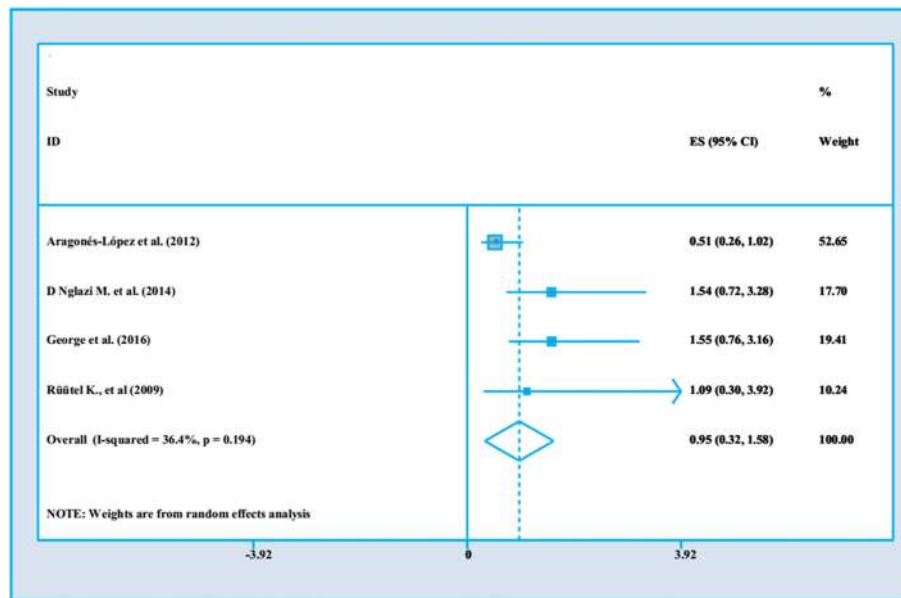 Study %
ID ES (95% CI) Weight
Aragonés-López et al. (2012) 0.51 (0.26, 1.02) 52.65
D Nglazi M. et al. (2014) 1.54 (0.72, 3.28) 17.70
George et al. (2016) 1.55 (0.76, 3.16) 19.41
Rüütel K., et al (2009) 1.09 (0.30, 3.92) 10.24
Overall (I-squared = 36.4%, p = 0.194) 0.95 (0.32, 1.58) 100.00
NOTE: Weights are from random effects analysis
-3.92 0 3.92